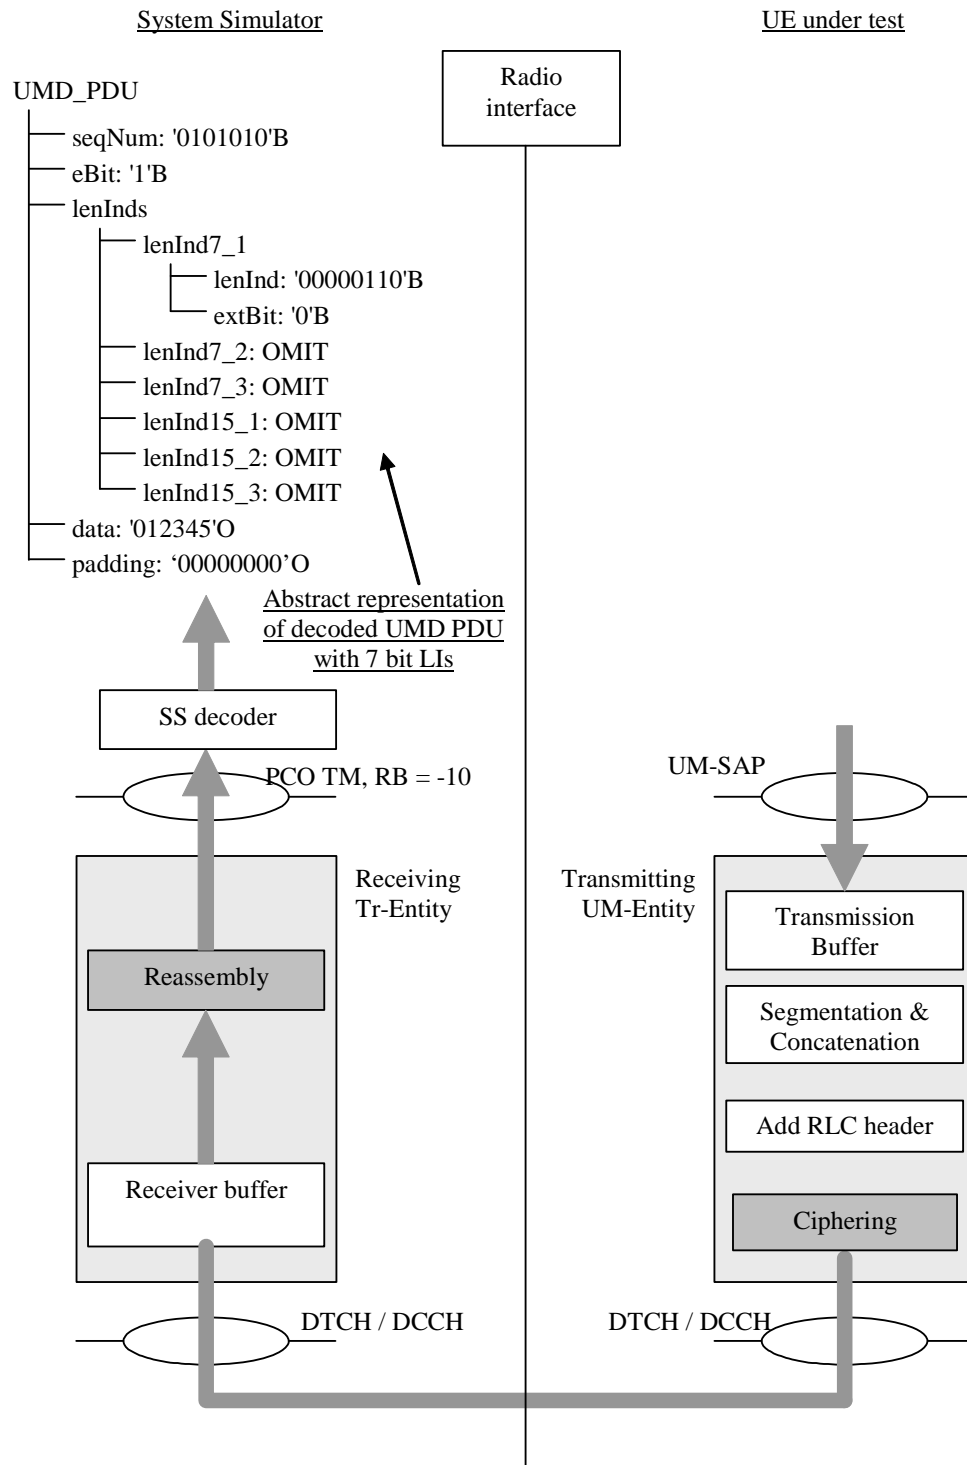 System Simulator
UE under test
Radio
interface
UMD_PDU
seqNum: '0101010'B
eBit: '1'B
lenInds
lenInd7_1
lenInd: '00000110'B
extBit: '0'B
lenInd7_2: OMIT
lenInd7_3: OMIT
lenInd15_1: OMIT
lenInd15_2: OMIT
lenInd15_3: OMIT
data: '012345'O
padding: ‘00000000’O
Abstract representation
of decoded UMD PDU
with 7 bit LIs
SS decoder
PCO TM, RB = -10
UM-SAP
Receiving
Tr-Entity
Transmitting
UM-Entity
Transmission
Buffer
Reassembly
Segmentation &
Concatenation
Add RLC header
Receiver buffer
Ciphering
DTCH / DCCH
DTCH / DCCH